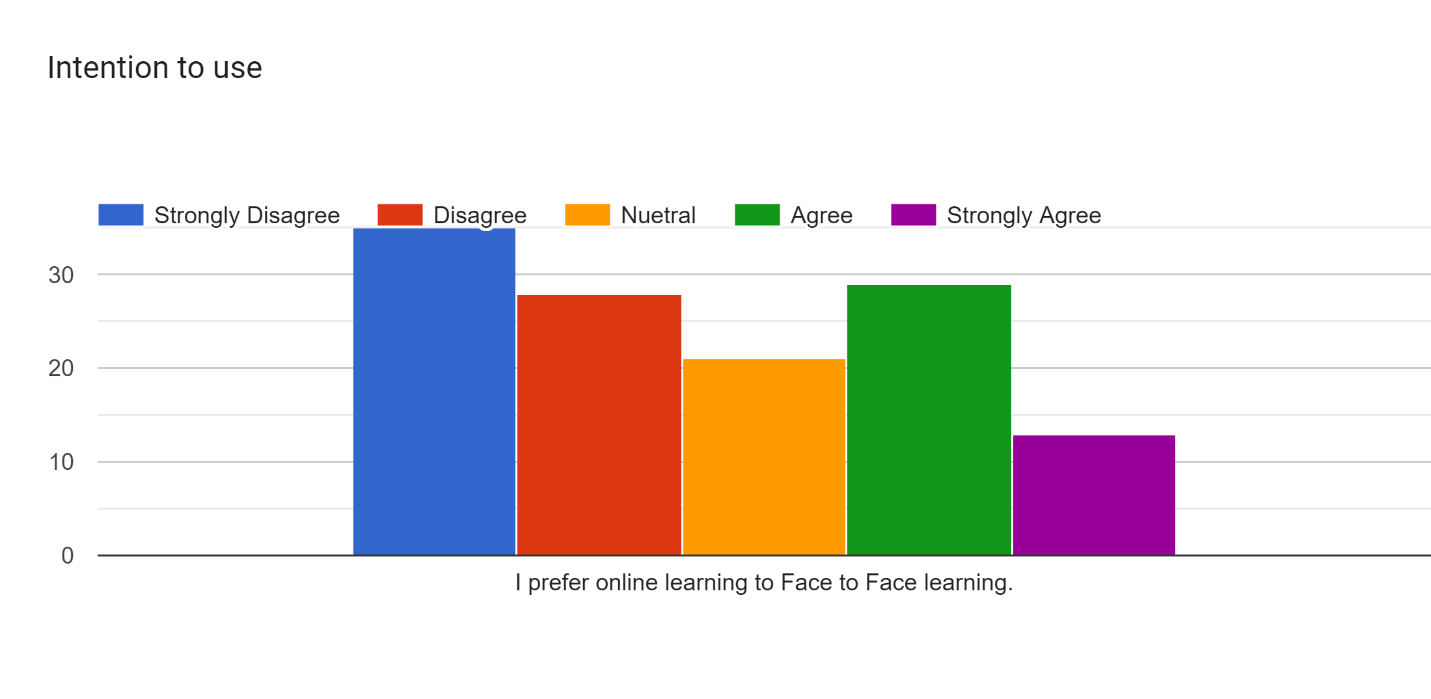 Intention to use
Strongly Disagree Disagree Nuetral Agree Strongly Agree
30
20
10
0
I prefer online learning to Face to Face learning.